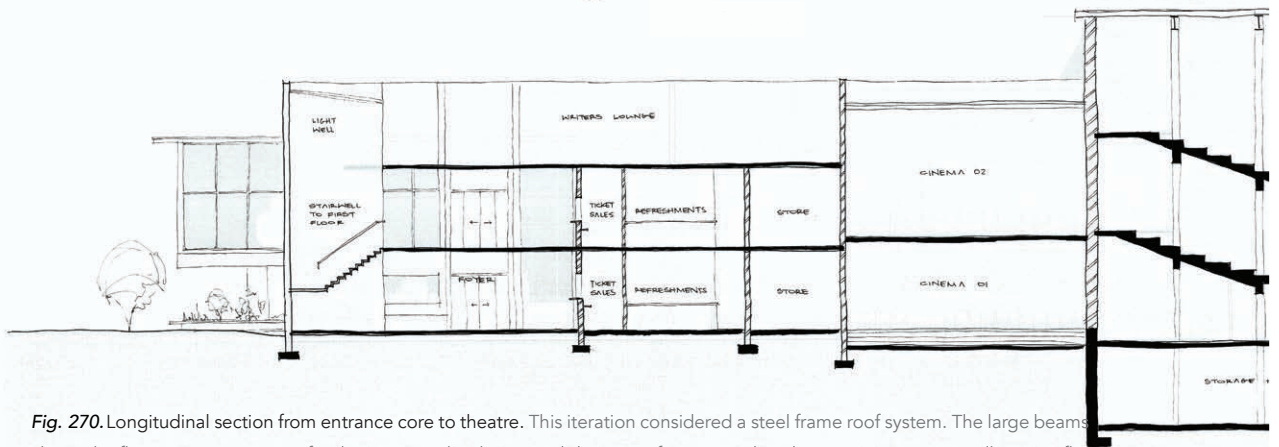 LIGHT
WELL
WRITERS LOUNGE
CINEMA 02
STAIRWELL
TO FIRST
FLOOR
TICKET
SALES
REFRESHMENTS
STORE
FOYER
TICKET
SALES
REFRESHMENTS
STORE
CINEMA 01
STORAGE
Fig. 270. Longitudinal section from entrance core to theatre. This iteration considered a steel frame roof system. The large beams